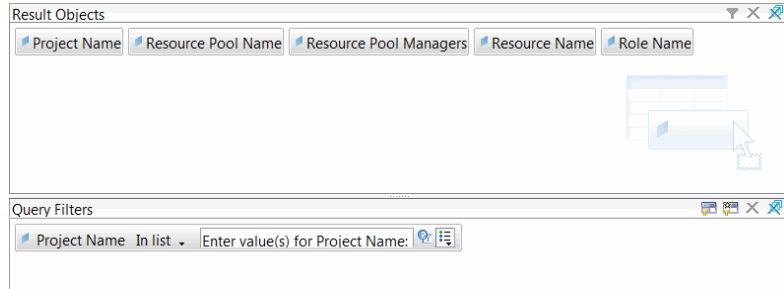 Result Objects
Project Name Resource Pool Name Resource Pool Managers Resource Name Role Name
Query Filters
Project Name In list Enter value(s) for Project Name: